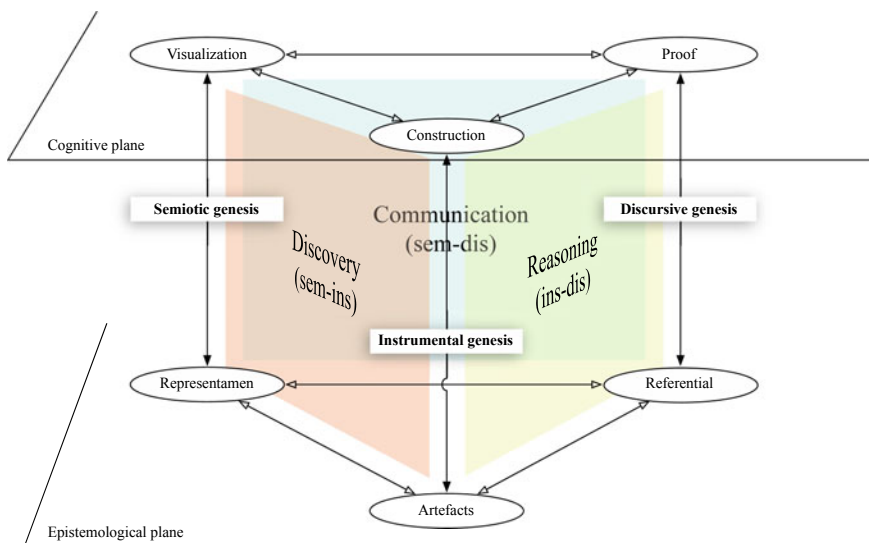 Visualization
Proof
Construction
Cognitive plane
Semiotic genesis
Discursive genesis
Communication
(sem-dis)
Discovery
(sem-ins)
Reasoning
(ins-dis)
Instrumental genesis
Representamen
Referential
Artefacts
Epistemological plane